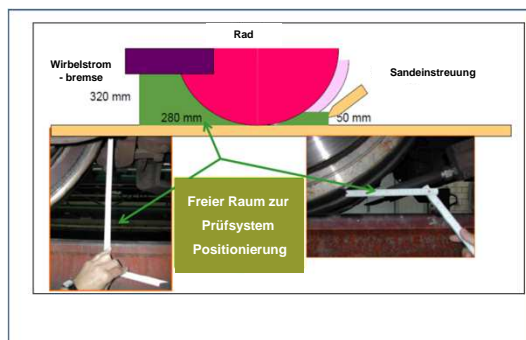 Rad
Wirbelstrom
- bremse
Sandeinstreuung
320 mm
280 mm
50 mm
Freier Raum zur
Prüfsystem
Positionierung